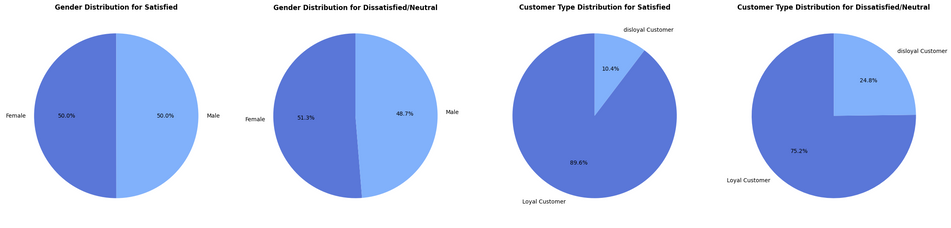 Gender Distribution for Satisfied
Female
50.0%
50.0%
Male
Gender Distribution for Dissatisfied/Neutral
Female
51.3%
48.7%
Male
Customer Type Distribution for Satisfied
disloyal Customer
10.4%
89.6%
Loyal Customer
Customer Type Distribution for Dissatisfied/Neutral
disloyal Customer
24.8%
75.2%
Loyal Customer